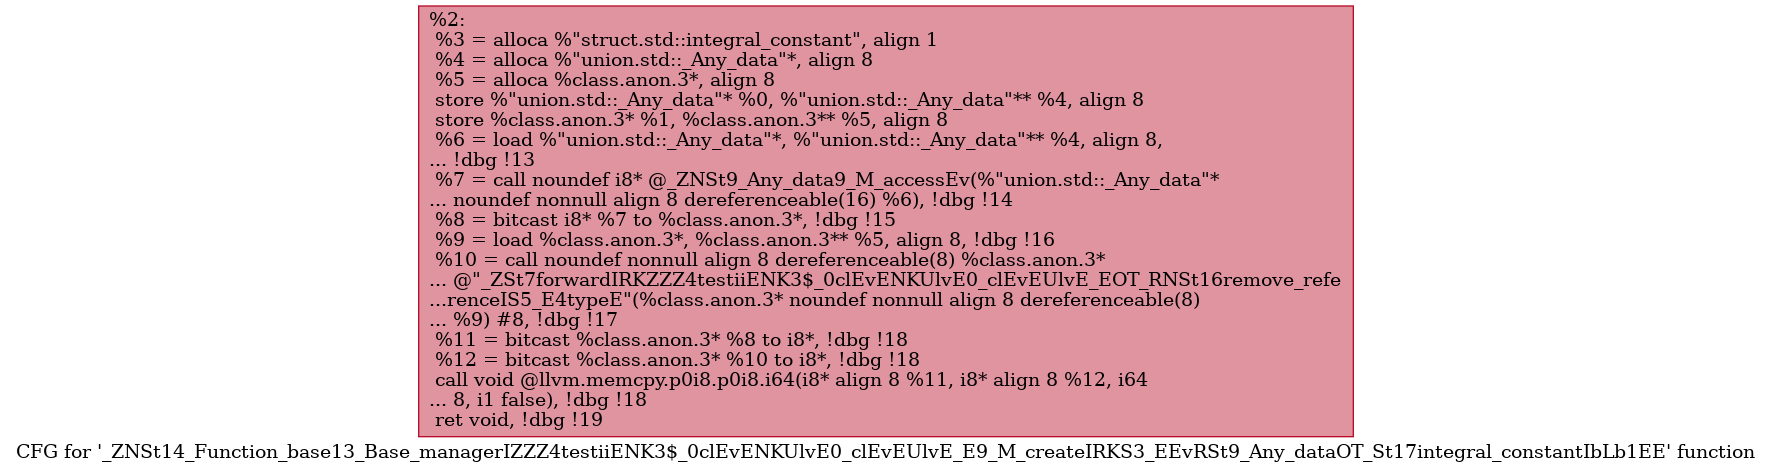 %2:
%3 = alloca %"struct.std::integral_constant", align 1
%4 = alloca %"union.std::_Any_data"*, align 8
%5 = alloca %class.anon.3*, align 8
store %"union.std::_Any_data"* %0, %"union.std::_Any_data"** %4, align 8
store %class.anon.3* %1, %class.anon.3** %5, align 8
%6 = load %"union.std::_Any_data"*, %"union.std::_Any_data"** %4, align 8,
... !dbg !13
%7 = call noundef i8* @_ZNSt9_Any_data9_M_accessEv(%"union.std::_Any_data"*
... noundef nonnull align 8 dereferenceable(16) %6), !dbg !14
%8 = bitcast i8* %7 to %class.anon.3*, !dbg !15
%9 = load %class.anon.3*, %class.anon.3** %5, align 8, !dbg !16
%10 = call noundef nonnull align 8 dereferenceable(8) %class.anon.3*
... @"_ZSt7forwardIRKZZZ4testiiENK3$_0clEvENKUlvE0_clEvEUlvE_EOT_RNSt16remove_refe
...renceIS5_E4typeE"(%class.anon.3* noundef nonnull align 8 dereferenceable(8)
... %9) #8, !dbg !17
%11 = bitcast %class.anon.3* %8 to i8*, !dbg !18
%12 = bitcast %class.anon.3* %10 to i8*, !dbg !18
call void @llvm.memcpy.p0i8.p0i8.i64(i8* align 8 %11, i8* align 8 %12, i64
... 8, i1 false), !dbg !18
ret void, !dbg !19
CFG for '_ZNSt14_Function_base13_Base_managerIZZZ4testiiENK3$_0clEvENKUlvE0_clEvEUlvE_E9_M_createIRKS3_EEvRSt9_Any_dataOT_St17integral_constantIbLb1EE' function